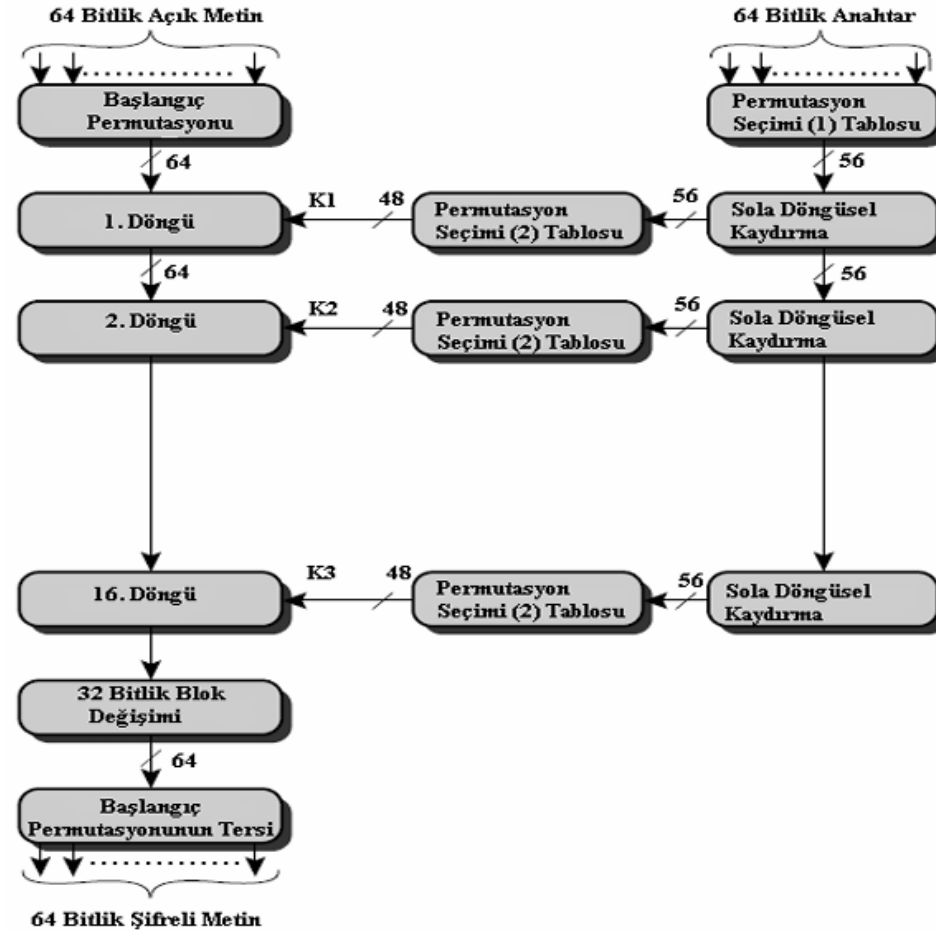 64 Bitlik Açık Metin
64 Bitlik Anahtar
Başlangıç
Permutasyonu
Permutasyon
Seçimi (1) Tablosu
64
56
1. Döngü
K1
48
Permutasyon
Seçimi (2) Tablosu
56
Sola Döngüsel
Kaydırma
64
56
2. Döngü
K2
48
Permutasyon
Seçimi (2) Tablosu
56
Sola Döngüsel
Kaydırma
16. Döngü
K3
48
Permutasyon
Seçimi (2) Tablosu
56
Sola Döngüsel
Kaydırma
32 Bitlik Blok
Değişimi
64
Başlangıç
Permutasyonunun Tersi
64 Bitlik Şifreli Metin